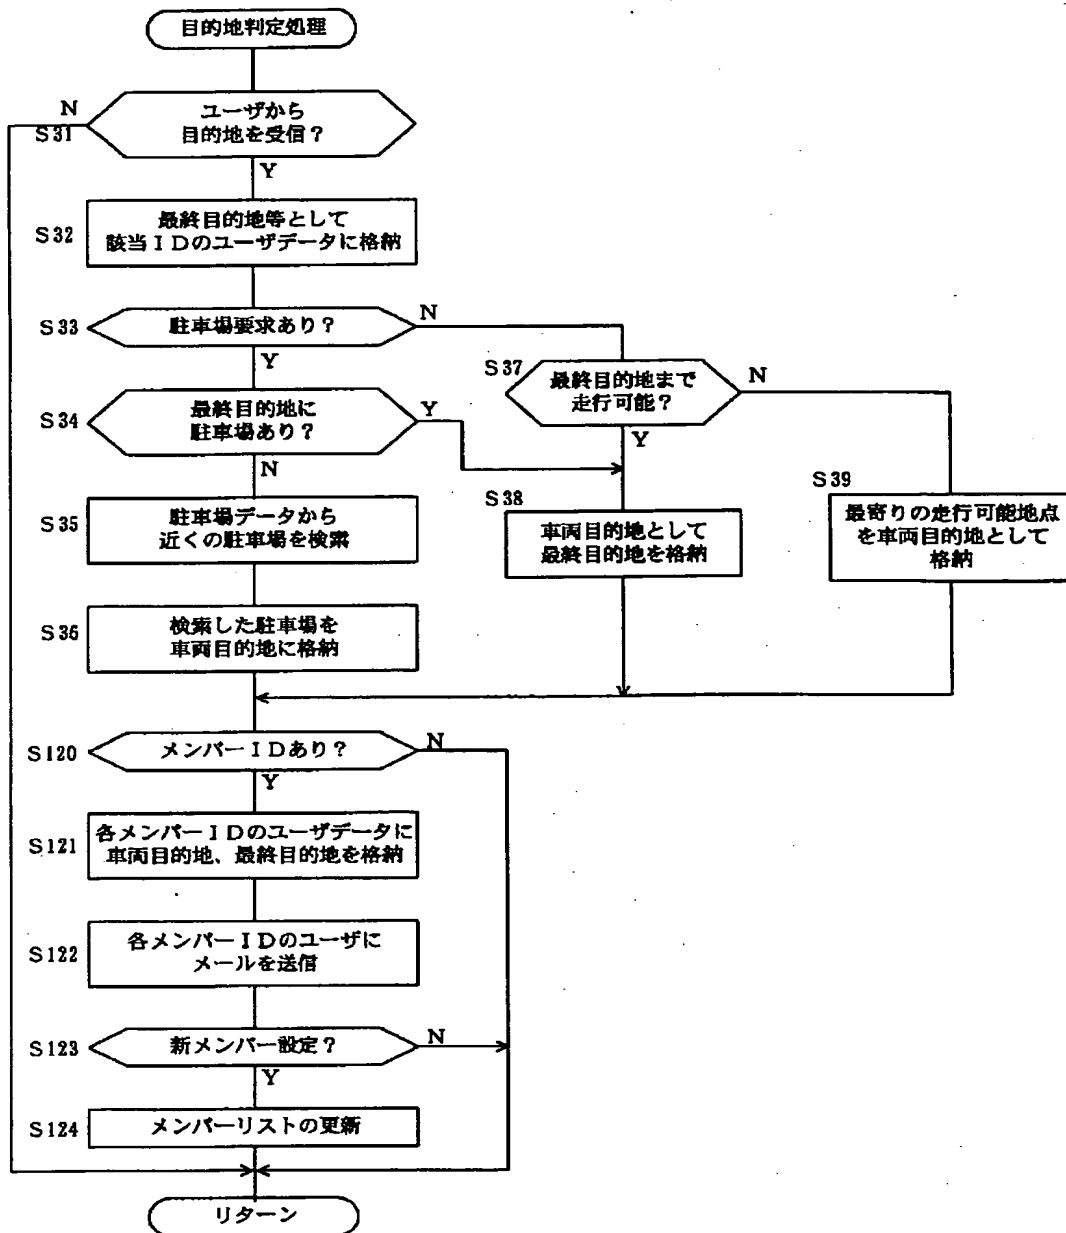 目的地判定処理
N
S31
ユーザから
目的地を受信?
Y
S32
最終目的地等として
該当IDのユーザデータに格納
S33
駐車場要求あり?
N
Y
S37
最終目的地まで
走行可能?
N
Y
S34
最終目的地に
駐車場あり?
Y
N
S35
駐車場データから
近くの駐車場を検索
S38
車両目的地として
最終目的地を格納
S39
最寄りの走行可能地点
を車両目的地として
格納
S36
検索した駐車場を
車両目的地に格納
S120
メンバーIDあり?
N
Y
S121
各メンバーIDのユーザデータに
車両目的地、最終目的地を格納
S122
各メンバーIDのユーザに
メールを送信
S123
新メンバー設定?
N
Y
S124
メンバーリストの更新
リターン